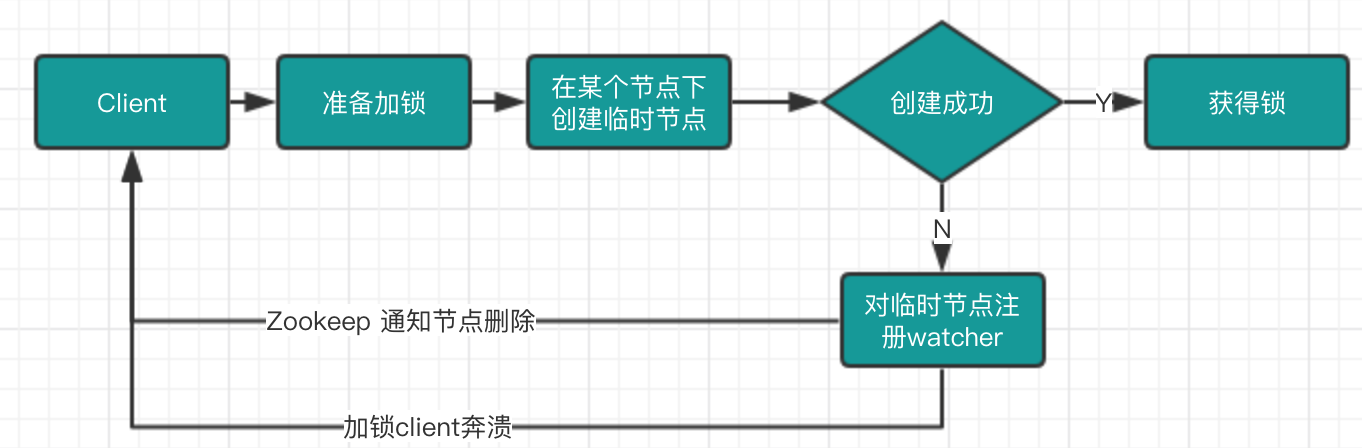 Client
准备加锁
在某个节点下
创建临时节点
创建成功
Y
获得锁
N
对临时节点注
册watcher
Zookeep 通知节点删除
加锁client奔溃